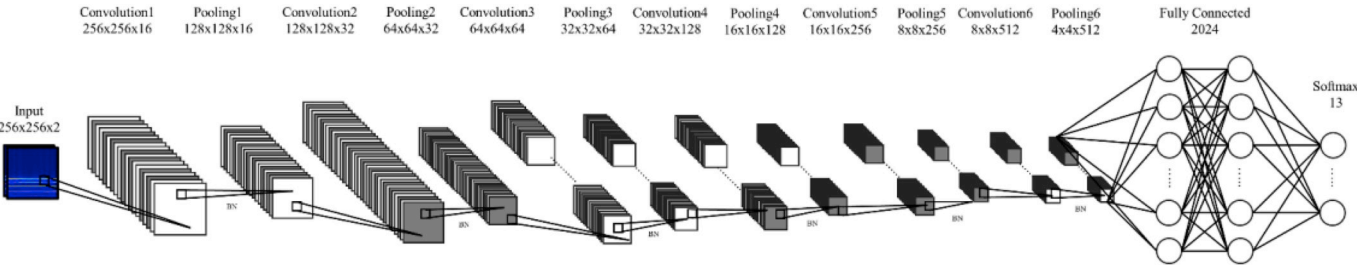 Convolution1
256x256x16
Pooling1
128x128x16
Convolution2
128x128x32
Pooling2
64x64x32
Convolution3
64x64x64
Pooling3
32x32x64
Convolution4
32x32x128
Pooling4
16x16x128
Convolution5
16x16x256
Pooling5
8x8x256
Convolution6
8x8x512
Pooling6
4x4x512
Fully Connected
2024
Input
256x256x2
Softmax
13
BN
BN
BN
BN
BN
BN